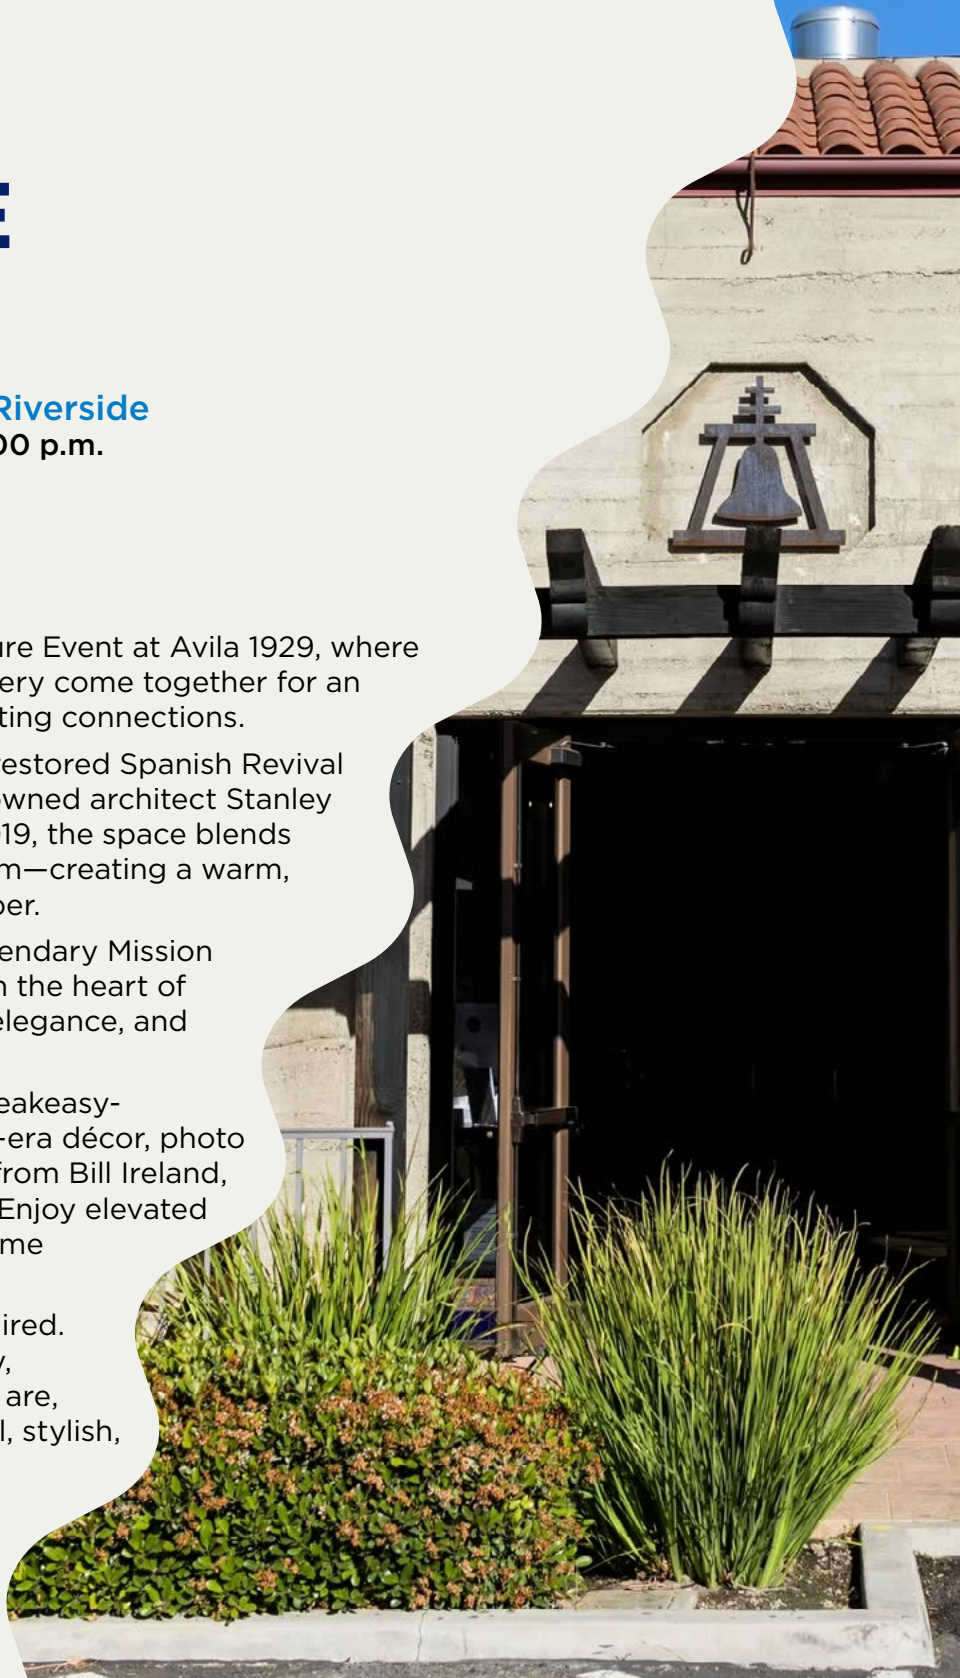 E
Riverside
00 p.m.
ure Event at Avila 1929, where
ery come together for an
ting connections.
restored Spanish Revival
owned architect Stanley
19, the space blends
m—creating a warm,
ber.
endary Mission
n the heart of
elegance, and
eakeasy-
-era décor, photo
from Bill Ireland,
Enjoy elevated
me
ired.
y,
are,
l, stylish,